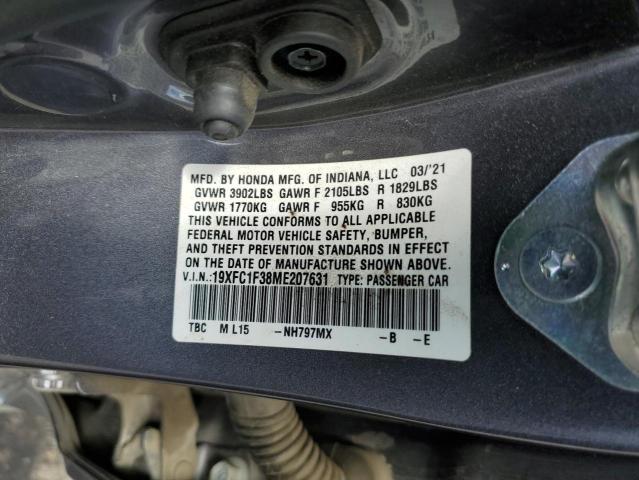 MFD. BY HONDA MFG. OF INDIANA, LLC 03/'21
GVWR 3902LBS GAWR F 2105LBS R 1829LBS
GVWR 1770KG GAWR F 955KG R 830KG
THIS VEHICLE CONFORMS TO ALL APPLICABLE
FEDERAL MOTOR VEHICLE SAFETY, BUMPER,
AND THEFT PREVENTION STANDARDS IN EFFECT
ON THE DATE OF MANUFACTURE SHOWN ABOVE.
V.I.N.:19XFC1F38ME207631 TYPE: PASSENGER CAR
TBC M L15 -NH797MX -B -E